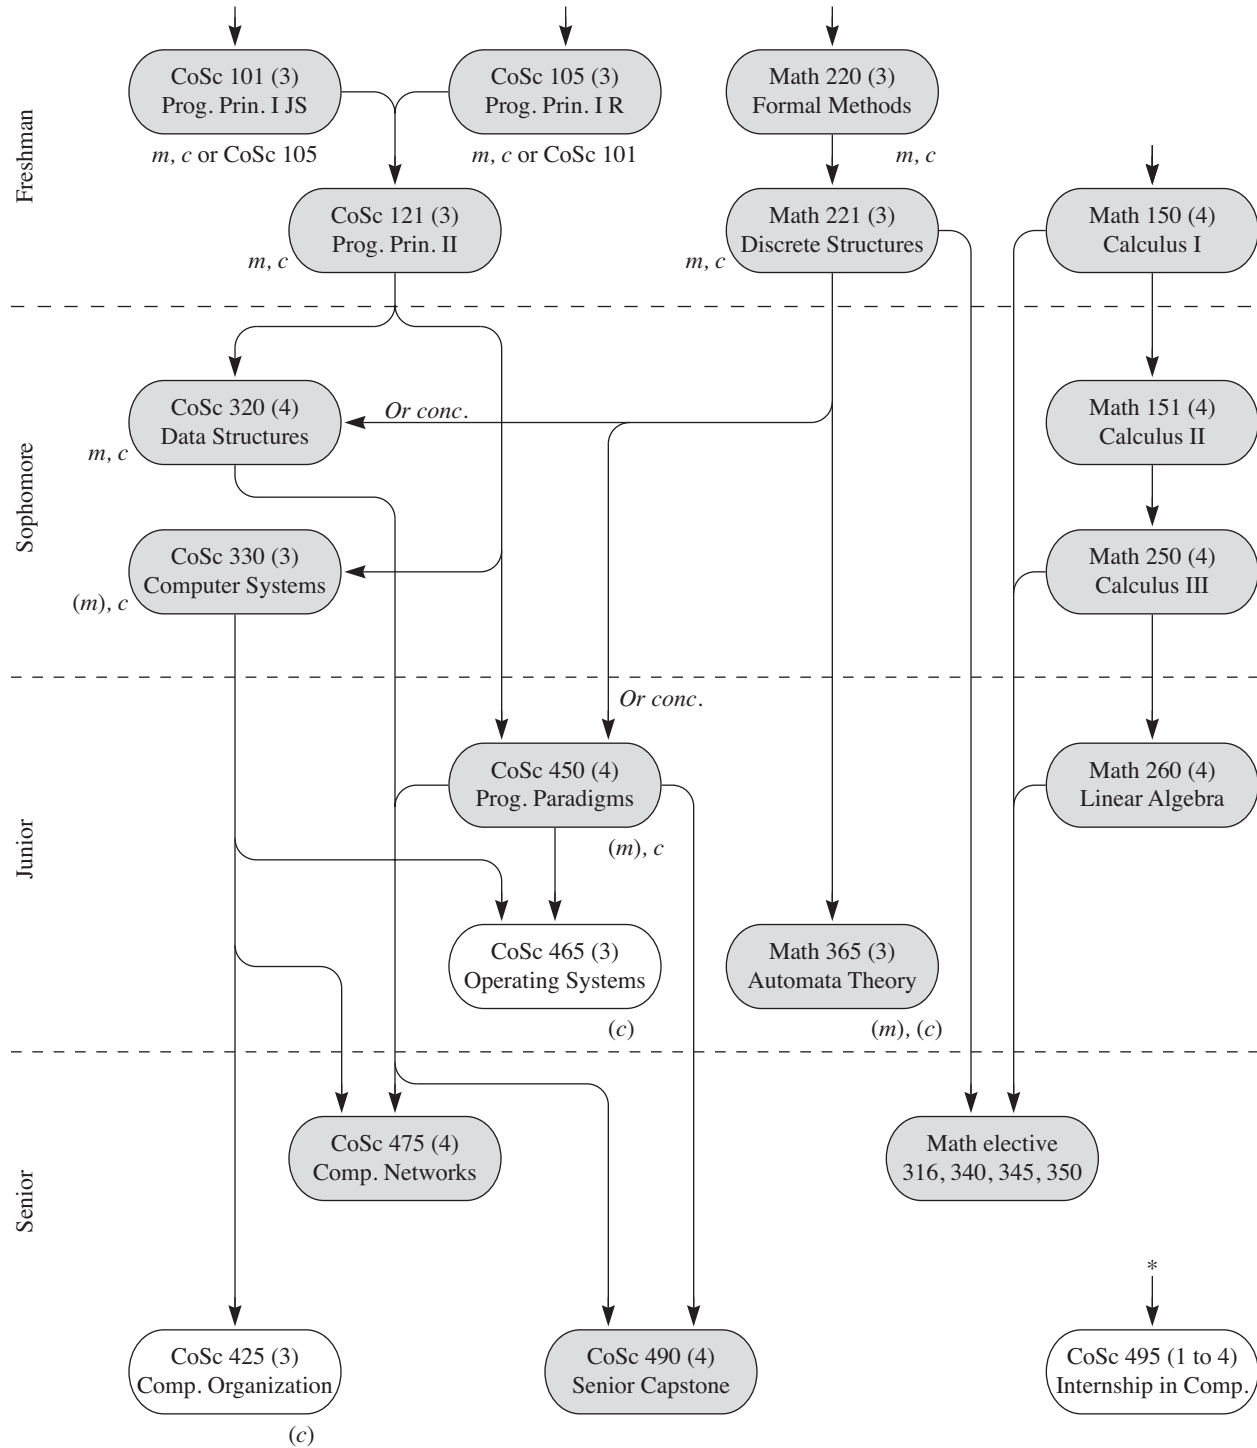 Freshman
CoSc 101 (3)
Prog. Prin. I JS
m, c or CoSc 105
CoSc 105 (3)
Prog. Prin. I R
m, c or CoSc 101
Math 220 (3)
Formal Methods
m, c
CoSc 121 (3)
Prog. Prin. II
m, c
Math 221 (3)
Discrete Structures
m, c
Math 150 (4)
Calculus I
Sophomore
CoSc 320 (4)
Data Structures
m, c
Or conc.
Math 151 (4)
Calculus II
CoSc 330 (3)
Computer Systems
(m), c
Math 250 (4)
Calculus III
Junior
Or conc.
CoSc 450 (4)
Prog. Paradigms
(m), c
Math 260 (4)
Linear Algebra
CoSc 465 (3)
Operating Systems
(c)
Math 365 (3)
Automata Theory
(m), (c)
Senior
CoSc 475 (4)
Comp. Networks
Math elective
316, 340, 345, 350
CoSc 425 (3)
Comp. Organization
(c)
CoSc 490 (4)
Senior Capstone
*
CoSc 495 (1 to 4)
Internship in Comp.